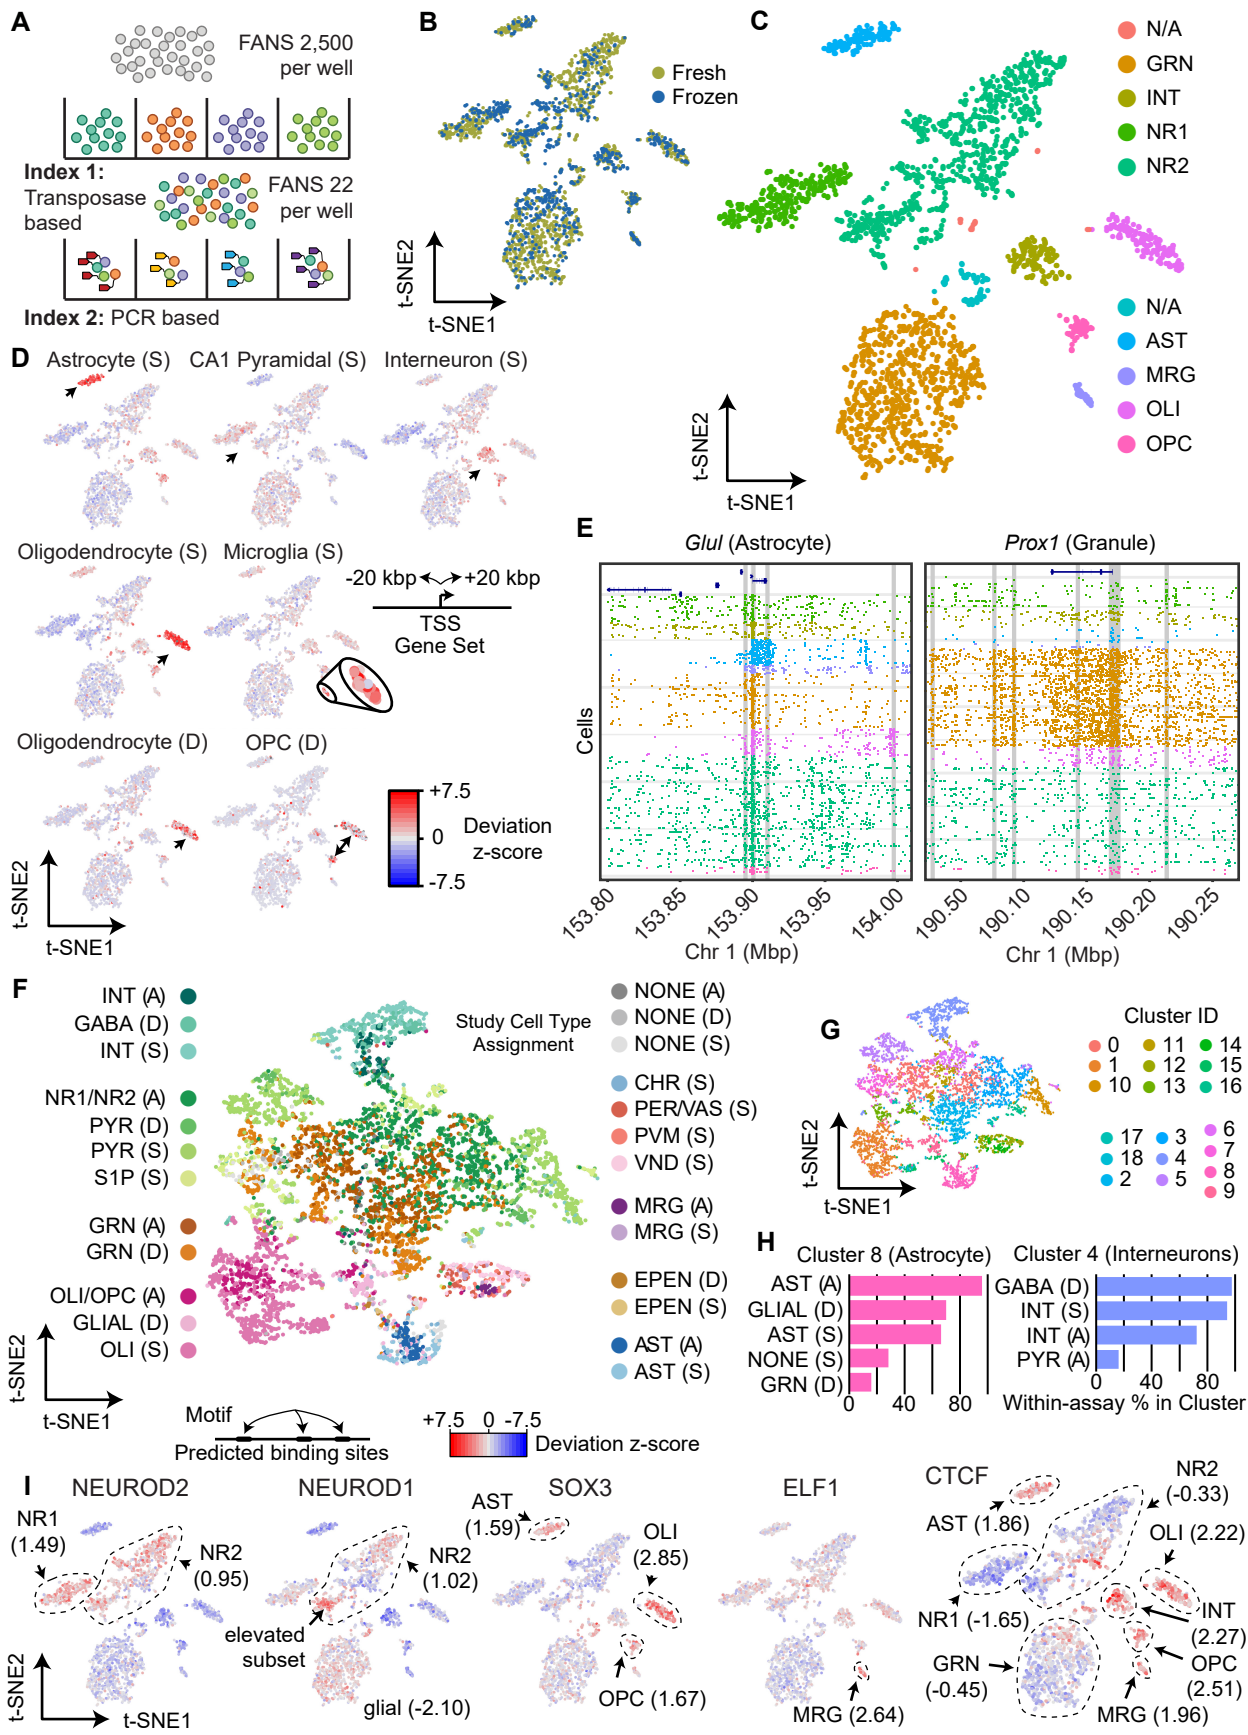 A
FANS 2,500
per well
Index 1:
Transposase
based
FANS 22
per well
Index 2: PCR based
B
Fresh
Frozen
t-SNE2
t-SNE1
C
N/A
GRN
INT
NR1
NR2
N/A
AST
MRG
OLI
OPC
t-SNE2
t-SNE1
D
Astrocyte (S)
CA1 Pyramidal (S)
Interneuron (S)
Oligodendrocyte (S)
Microglia (S)
-20 kbp
+20 kbp
TSS
Gene Set
Oligodendrocyte (D)
OPC (D)
+7.5
0
-7.5
Deviation
z-score
t-SNE2
t-SNE1
E
Glul (Astrocyte)
Prox1 (Granule)
Cells
153.80
153.85
153.90
153.95
154.00
Chr 1 (Mbp)
190.50
190.10
190.15
190.20
190.25
Chr 1 (Mbp)
F
INT (A)
GABA (D)
INT (S)
NR1/NR2 (A)
PYR (D)
PYR (S)
S1P (S)
GRN (A)
GRN (D)
OLI/OPC (A)
GLIAL (D)
OLI (S)
Study Cell Type
Assignment
NONE (A)
NONE (D)
NONE (S)
CHR (S)
PER/VAS (S)
PVM (S)
VND (S)
MRG (A)
MRG (S)
EPEN (D)
EPEN (S)
AST (A)
AST (S)
t-SNE2
t-SNE1
G
Cluster ID
0
1
10
11
12
13
14
15
16
17
18
2
3
4
5
6
7
8
9
t-SNE2
t-SNE1
H
Cluster 8 (Astrocyte)
AST (A)
GLIAL (D)
AST (S)
NONE (S)
GRN (D)
0 40 80
Cluster 4 (Interneurons)
GABA (D)
INT (S)
INT (A)
PYR (A)
0 40 80
Within-assay % in Cluster
Motif
Predicted binding sites
+7.5 0 -7.5
Deviation z-score
I
NEUROD2
NR1
(1.49)
NR2
(0.95)
t-SNE2
t-SNE1
NEUROD1
NR2
(1.02)
elevated
subset
glial (-2.10)
SOX3
AST
(1.59)
OLI
(2.85)
OPC (1.67)
ELF1
MRG (2.64)
CTCF
NR2
(-0.33)
AST (1.86)
OLI (2.22)
NR1 (-1.65)
INT
(2.27)
GRN
(-0.45)
OPC
(2.51)
MRG (1.96)